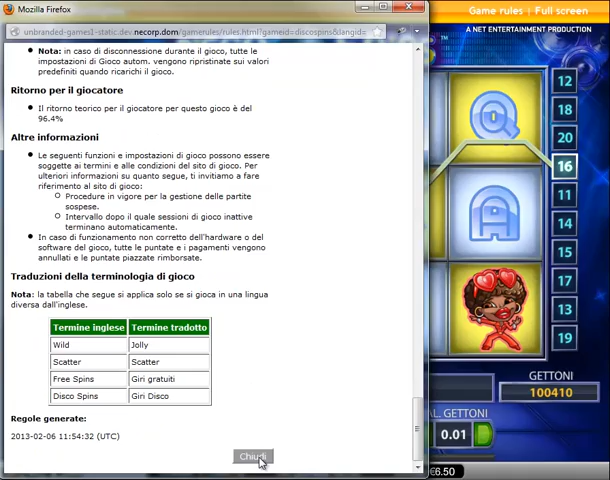 Mozilla Firefox
Game rules | Full screen
unbranded-games1-static.dev.necorp.dom/gamerules/rules.html?gameid=discospins&langid=
A NET ENTERTAINMENT PRODUCTION
Nota: in caso di disconnessione durante il gioco, tutte le
impostazioni di Gioco autom. vengono ripristinate sui valori
predefiniti quando ricarichi il gioco.
Ritorno per il giocatore
Il ritorno teorico per il giocatore per questo gioco è del
96.4%
Altre informazioni
Le seguenti funzioni e impostazioni di gioco possono essere
soggette ai termini e alle condizioni del sito di gioco. Per
ulteriori informazioni su quanto segue, ti invitiamo a fare
riferimento al sito di gioco:
Procedure in vigore per la gestione delle partite
sospese.
Intervallo dopo il quale sessioni di gioco inattive
terminano automaticamente.
In caso di funzionamento non corretto dell'hardware o del
software del gioco, tutte le puntate e i pagamenti vengono
annullati e le puntate piazzate rimborsate.
Traduzioni della terminologia di gioco
Nota: la tabella che segue si applica solo se si gioca in una lingua
diversa dall'inglese.
Termine inglese Termine tradotto
Wild Jolly
Scatter Scatter
Free Spins Giri gratuiti
Disco Spins Giri Disco
Regole generate:
2013-02-06 11:54:32 (UTC)
Chiudi
Q
A
12
18
20
16
11
14
15
17
13
19
GETTONI
100410
AL. GETTONI
0.01
€6.50